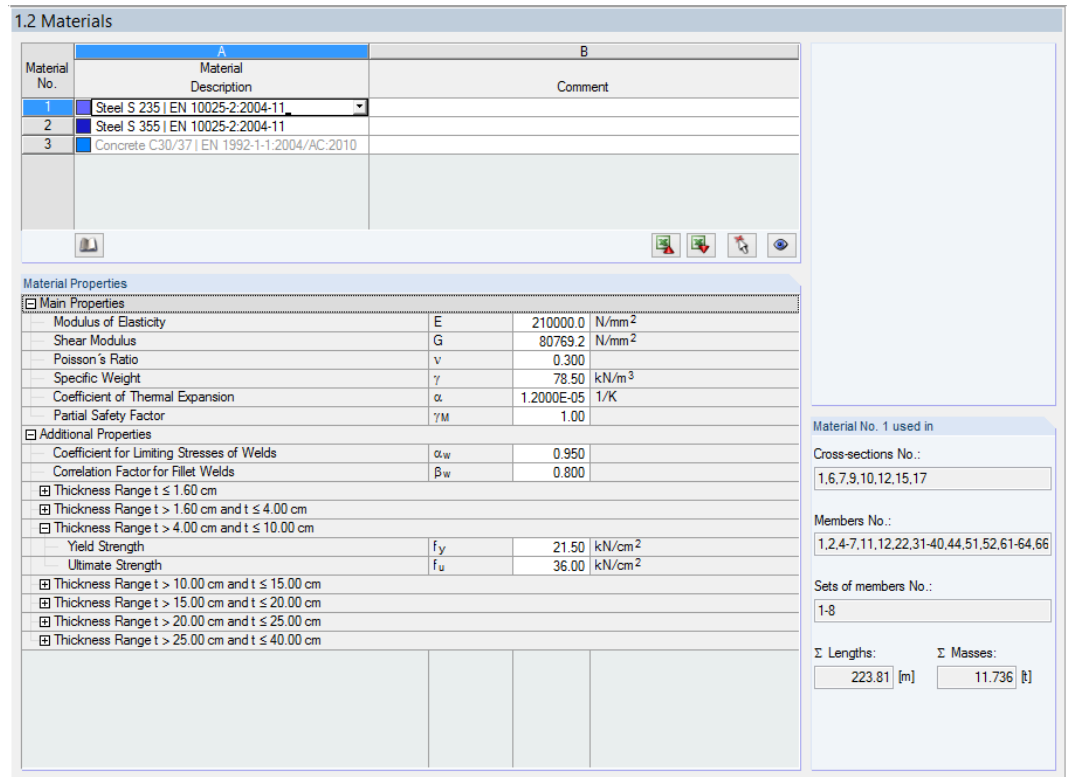 1.2 Materials
A B
Material No. Material Description Comment
1 Steel S 235 | EN 10025-2:2004-11
2 Steel S 355 | EN 10025-2:2004-11
3 Concrete C30/37 | EN 1992-1-1:2004/AC:2010
Material Properties
Main Properties
Modulus of Elasticity E 210000.0 N/mm²
Shear Modulus G 80769.2 N/mm²
Poisson´s Ratio ν 0.300
Specific Weight γ 78.50 kN/m³
Coefficient of Thermal Expansion α 1.2000E-05 1/K
Partial Safety Factor γM 1.00
Additional Properties
Coefficient for Limiting Stresses of Welds αw 0.950
Correlation Factor for Fillet Welds βw 0.800
Thickness Range t ≤ 1.60 cm
Thickness Range t > 1.60 cm and t ≤ 4.00 cm
Thickness Range t > 4.00 cm and t ≤ 10.00 cm
Yield Strength fy 21.50 kN/cm²
Ultimate Strength fu 36.00 kN/cm²
Thickness Range t > 10.00 cm and t ≤ 15.00 cm
Thickness Range t > 15.00 cm and t ≤ 20.00 cm
Thickness Range t > 20.00 cm and t ≤ 25.00 cm
Thickness Range t > 25.00 cm and t ≤ 40.00 cm
Material No. 1 used in
Cross-sections No.:
1,6,7,9,10,12,15,17
Members No.:
1,2,4-7,11,12,22,31-40,44,51,52,61-64,66
Sets of members No.:
1-8
Σ Lengths: Σ Masses:
223.81 [m] 11.736 [t]